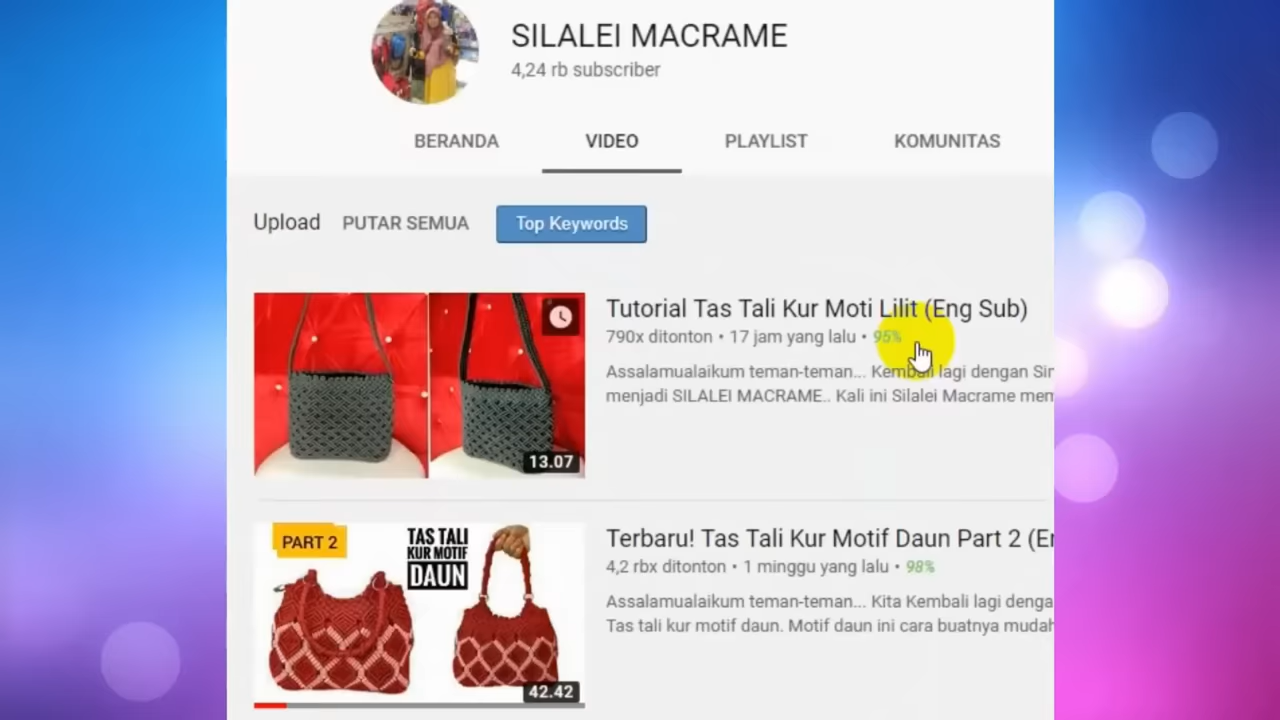 SILALEI MACRAME
4,24 rb subscriber
BERANDA VIDEO PLAYLIST KOMUNITAS
Upload PUTAR SEMUA Top Keywords
Tutorial Tas Tali Kur Moti Lilit (Eng Sub)
790x ditonton • 17 jam yang lalu • 95%
Assalamualaikum teman-teman... Kembali lagi dengan Sir
menjadi SILALEI MACRAME.. Kali ini Silalei Macrame mem
13.07
PART 2
TAS TALI
KUR MOTIF
DAUN
42.42
Terbaru! Tas Tali Kur Motif Daun Part 2 (Er
4,2 rbx ditonton • 1 minggu yang lalu • 98%
Assalamualaikum teman-teman... Kita Kembali lagi denga
Tas tali kur motif daun. Motif daun ini cara buatnya mudah